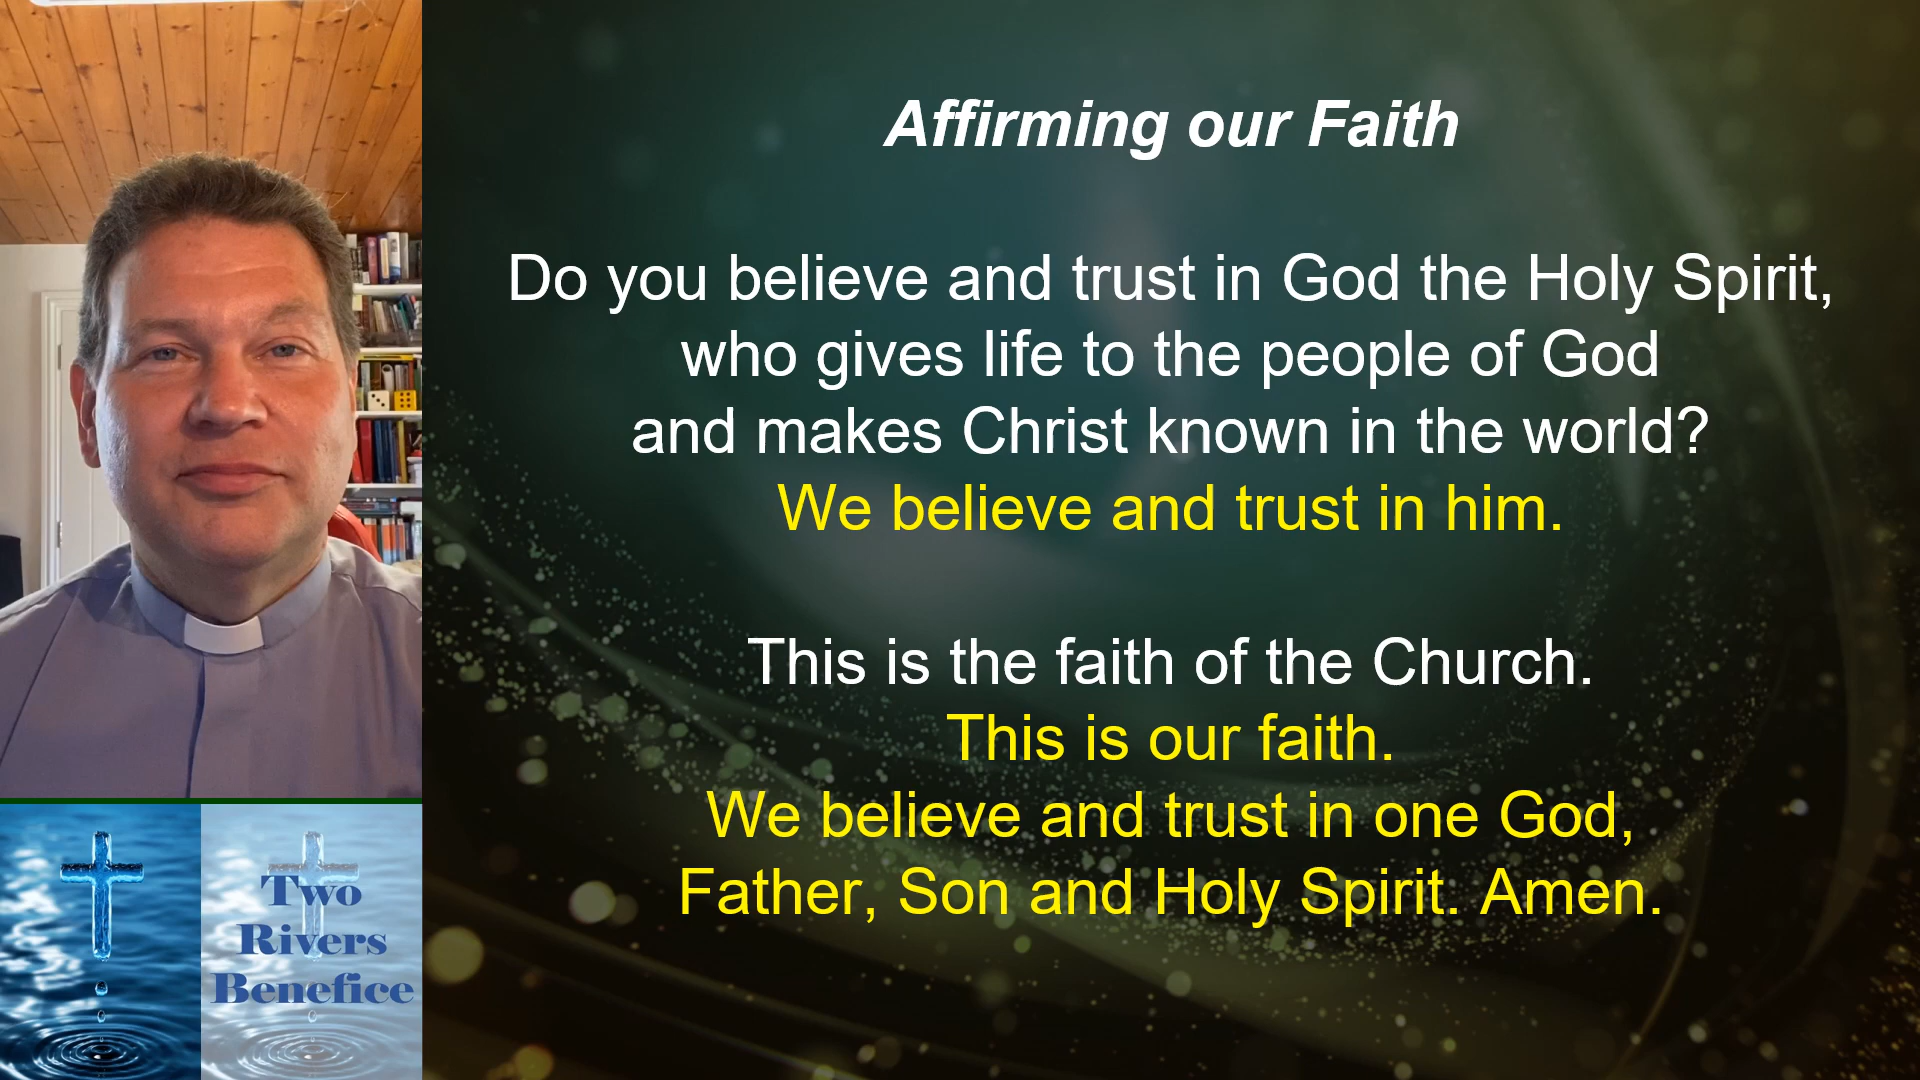 Affirming our Faith
Do you believe and trust in God the Holy Spirit,
who gives life to the people of God
and makes Christ known in the world?
We believe and trust in him.
This is the faith of the Church.
This is our faith.
We believe and trust in one God,
Father, Son and Holy Spirit. Amen.
Two
Rivers
Benefice